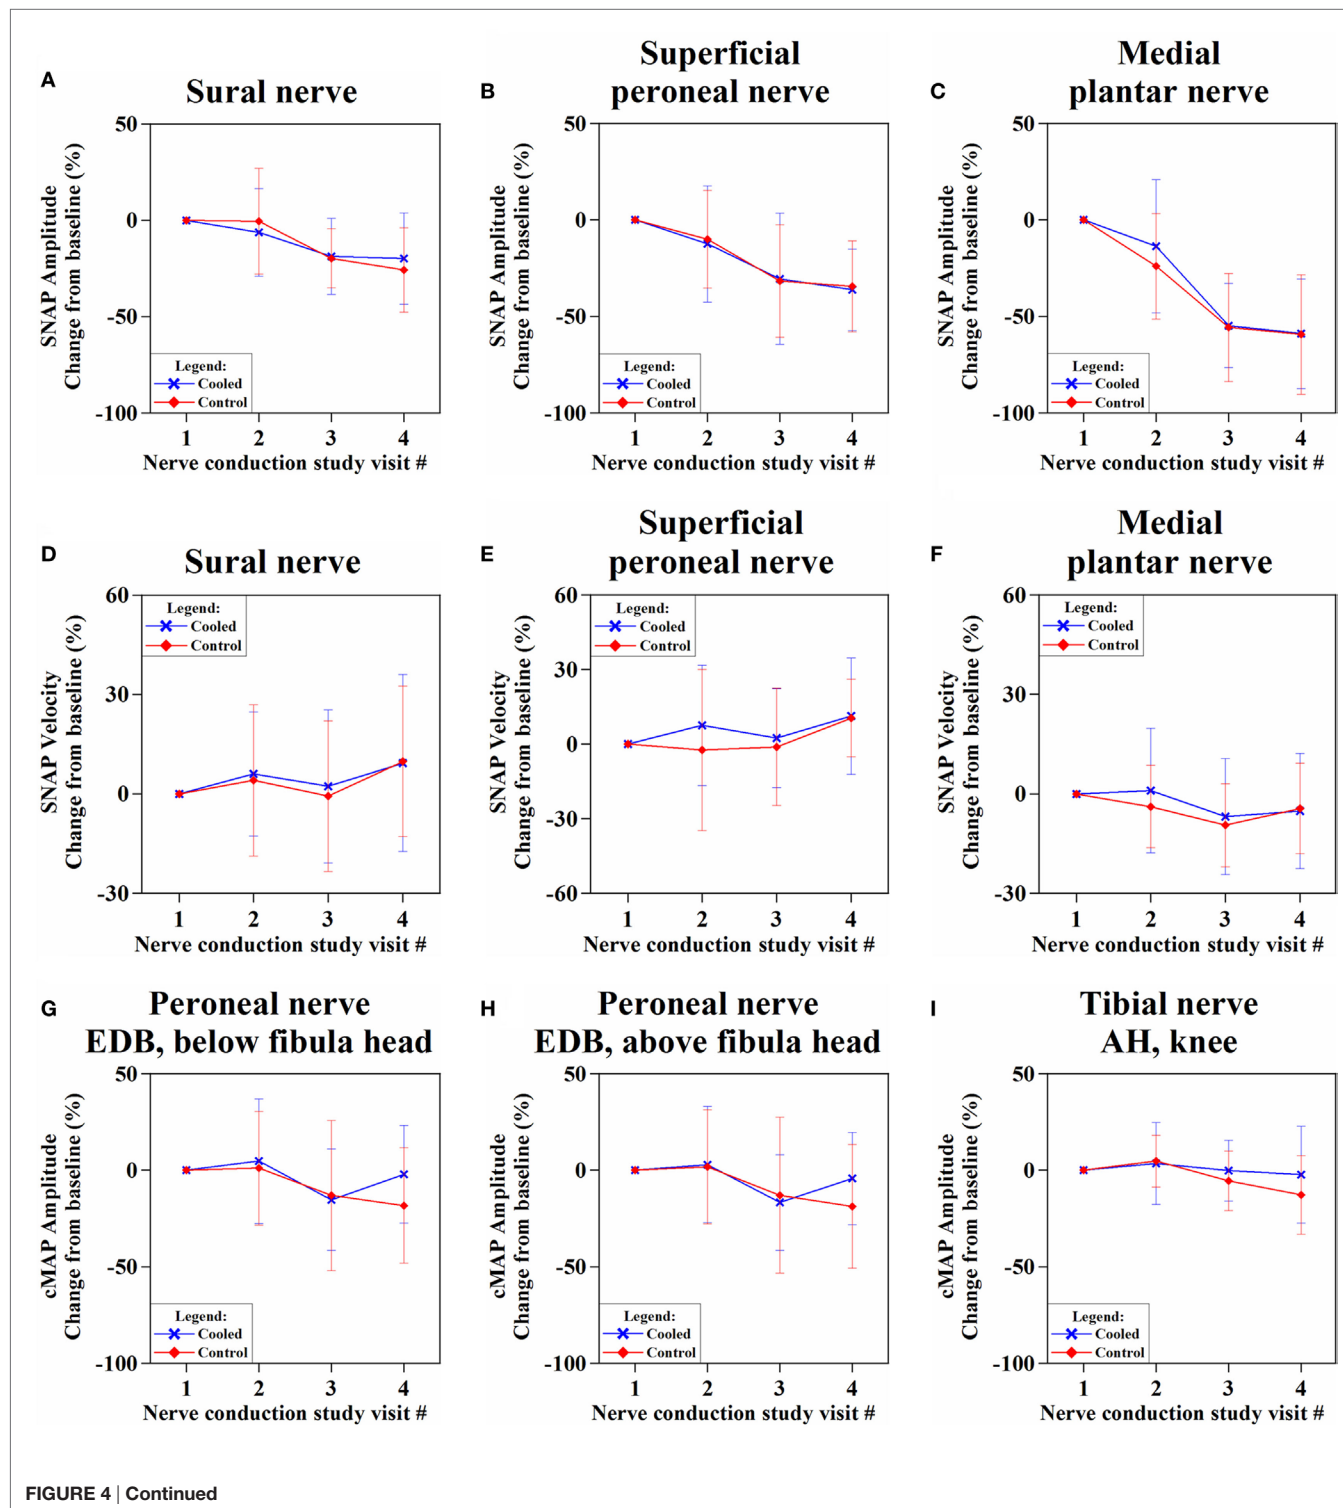 A
Sural nerve
SNAP Amplitude
Change from baseline (%)
50
0
-50
-100
Legend:
Cooled
Control
1 2 3 4
Nerve conduction study visit #
B
Superficial
peroneal nerve
SNAP Amplitude
Change from baseline (%)
50
0
-50
-100
Legend:
Cooled
Control
1 2 3 4
Nerve conduction study visit #
C
Medial
plantar nerve
SNAP Amplitude
Change from baseline (%)
50
0
-50
-100
Legend:
Cooled
Control
1 2 3 4
Nerve conduction study visit #
D
Sural nerve
SNAP Velocity
Change from baseline (%)
60
30
0
-30
Legend:
Cooled
Control
1 2 3 4
Nerve conduction study visit #
E
Superficial
peroneal nerve
SNAP Velocity
Change from baseline (%)
60
30
0
-30
-60
Legend:
Cooled
Control
1 2 3 4
Nerve conduction study visit #
F
Medial
plantar nerve
SNAP Velocity
Change from baseline (%)
60
30
0
-30
Legend:
Cooled
Control
1 2 3 4
Nerve conduction study visit #
G
Peroneal nerve
EDB, below fibula head
cMAP Amplitude
Change from baseline (%)
50
0
-50
-100
Legend:
Cooled
Control
1 2 3 4
Nerve conduction study visit #
H
Peroneal nerve
EDB, above fibula head
cMAP Amplitude
Change from baseline (%)
50
0
-50
-100
Legend:
Cooled
Control
1 2 3 4
Nerve conduction study visit #
I
Tibial nerve
AH, knee
cMAP Amplitude
Change from baseline (%)
50
0
-50
-100
Legend:
Cooled
Control
1 2 3 4
Nerve conduction study visit #
FIGURE 4 | Continued